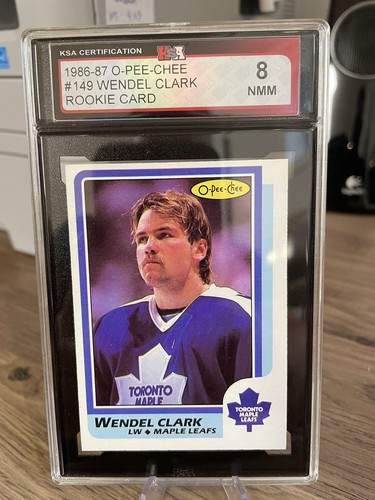 KSA CERTIFICATION
KSA
1986-87 O-PEE-CHEE
#149 WENDEL CLARK
ROOKIE CARD
8
NMM
O-Pee-Chee
TORONTO
MAPLE
TORONTO
MAPLE
LEAFS
WENDEL CLARK
LW ♦ MAPLE LEAFS